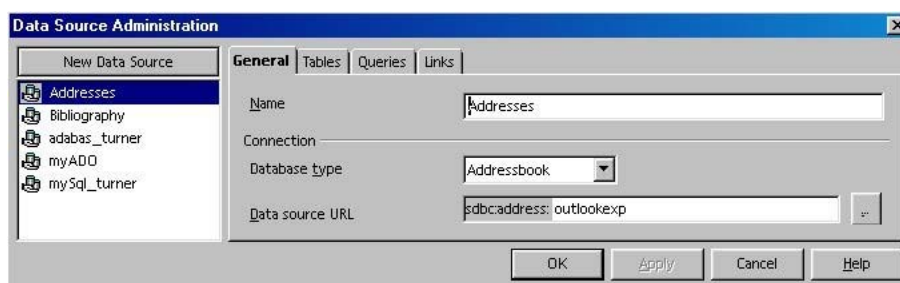 Data Source Administration
New Data Source
Addresses
Bibliography
adabas_turner
myADO
mySql_turner
General Tables Queries Links
Name Addresses
Connection
Database type Addressbook
Data source URL sdbc:address: outlookexp
...
OK Apply Cancel Help